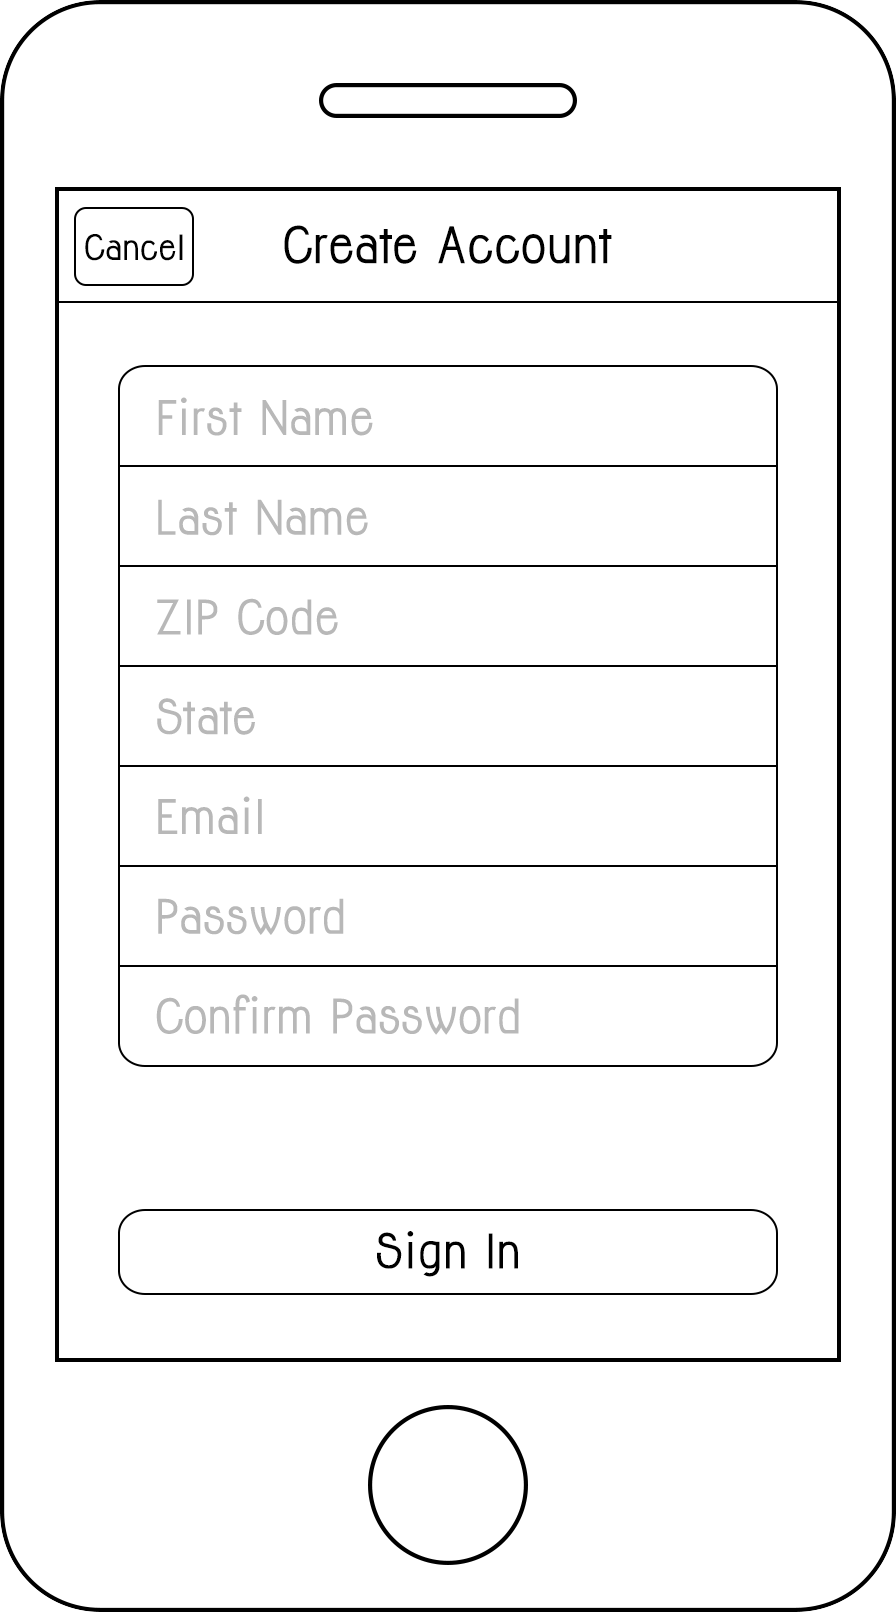 Cancel
Create Account
First Name
Last Name
ZIP Code
State
Email
Password
Confirm Password
Sign In